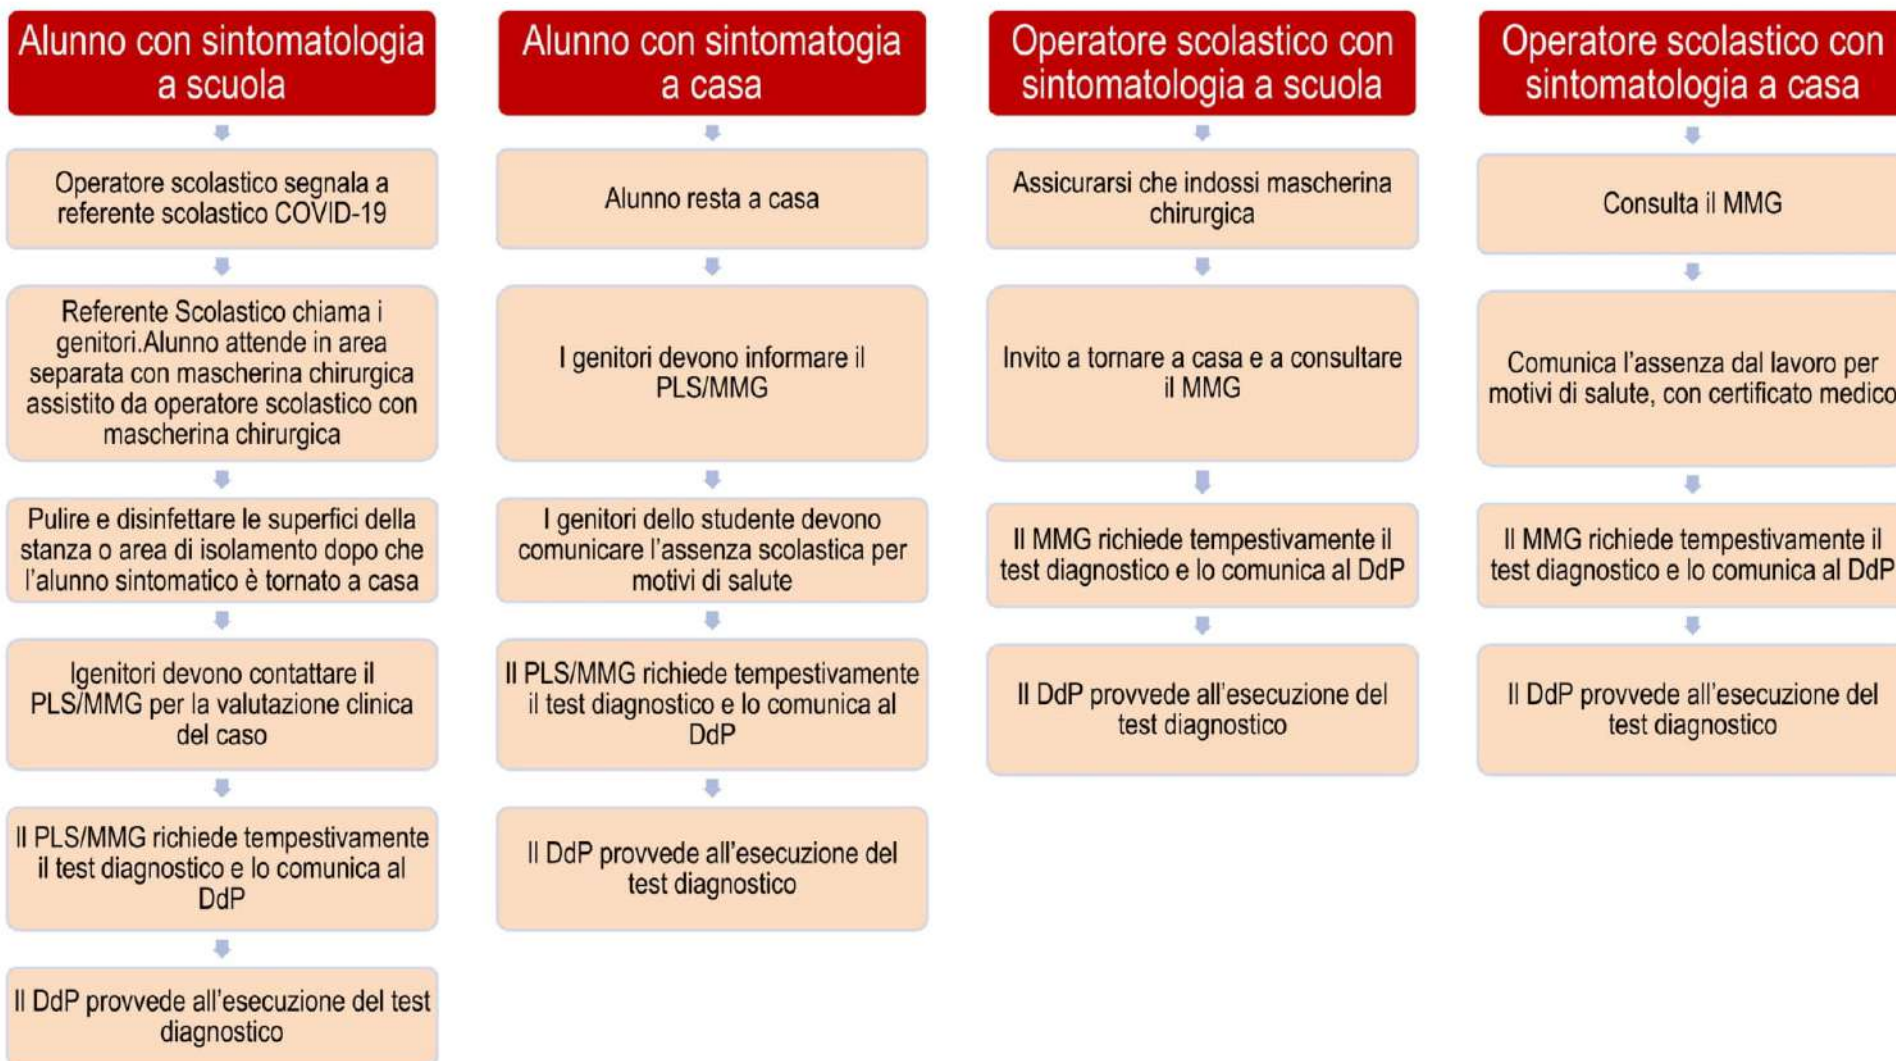 Alunno con sintomatologia
a scuola
Operatore scolastico segnala a
referente scolastico COVID-19
Referente Scolastico chiama i
genitori.Alunno attende in area
separata con mascherina chirurgica
assistito da operatore scolastico con
mascherina chirurgica
Pulire e disinfettare le superfici della
stanza o area di isolamento dopo che
l'alunno sintomatico è tornato a casa
Igenitori devono contattare il
PLS/MMG per la valutazione clinica
del caso
Il PLS/MMG richiede tempestivamente
il test diagnostico e lo comunica al
DdP
Il DdP provvede all'esecuzione del test
diagnostico
Alunno con sintomatogia
a casa
Alunno resta a casa
I genitori devono informare il
PLS/MMG
I genitori dello studente devono
comunicare l'assenza scolastica per
motivi di salute
Il PLS/MMG richiede tempestivamente
il test diagnostico e lo comunica al
DdP
Il DdP provvede all'esecuzione del
test diagnostico
Operatore scolastico con
sintomatologia a scuola
Assicurarsi che indossi mascherina
chirurgica
Invito a tornare a casa e a consultare
il MMG
Il MMG richiede tempestivamente il
test diagnostico e lo comunica al DdP
Il DdP provvede all'esecuzione del
test diagnostico
Operatore scolastico con
sintomatologia a casa
Consulta il MMG
Comunica l'assenza dal lavoro per
motivi di salute, con certificato medico
Il MMG richiede tempestivamente il
test diagnostico e lo comunica al DdP
Il DdP provvede all'esecuzione del
test diagnostico